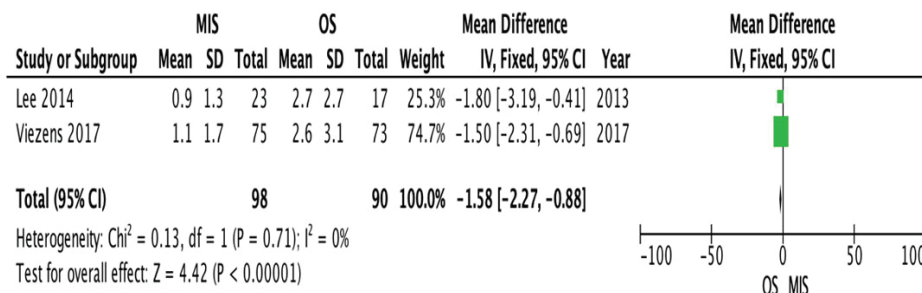 MIS OS Mean Difference Mean Difference
Study or Subgroup Mean SD Total Mean SD Total Weight IV, Fixed, 95% CI Year IV, Fixed, 95% CI
Lee 2014 0.9 1.3 23 2.7 2.7 17 25.3% −1.80 [−3.19, −0.41] 2013
Viezens 2017 1.1 1.7 75 2.6 3.1 73 74.7% −1.50 [−2.31, −0.69] 2017
Total (95% CI) 98 90 100.0% −1.58 [−2.27, −0.88]
Heterogeneity: Chi² = 0.13, df = 1 (P = 0.71); I² = 0%
Test for overall effect: Z = 4.42 (P < 0.00001)
−100 −50 0 50 100
OS MIS